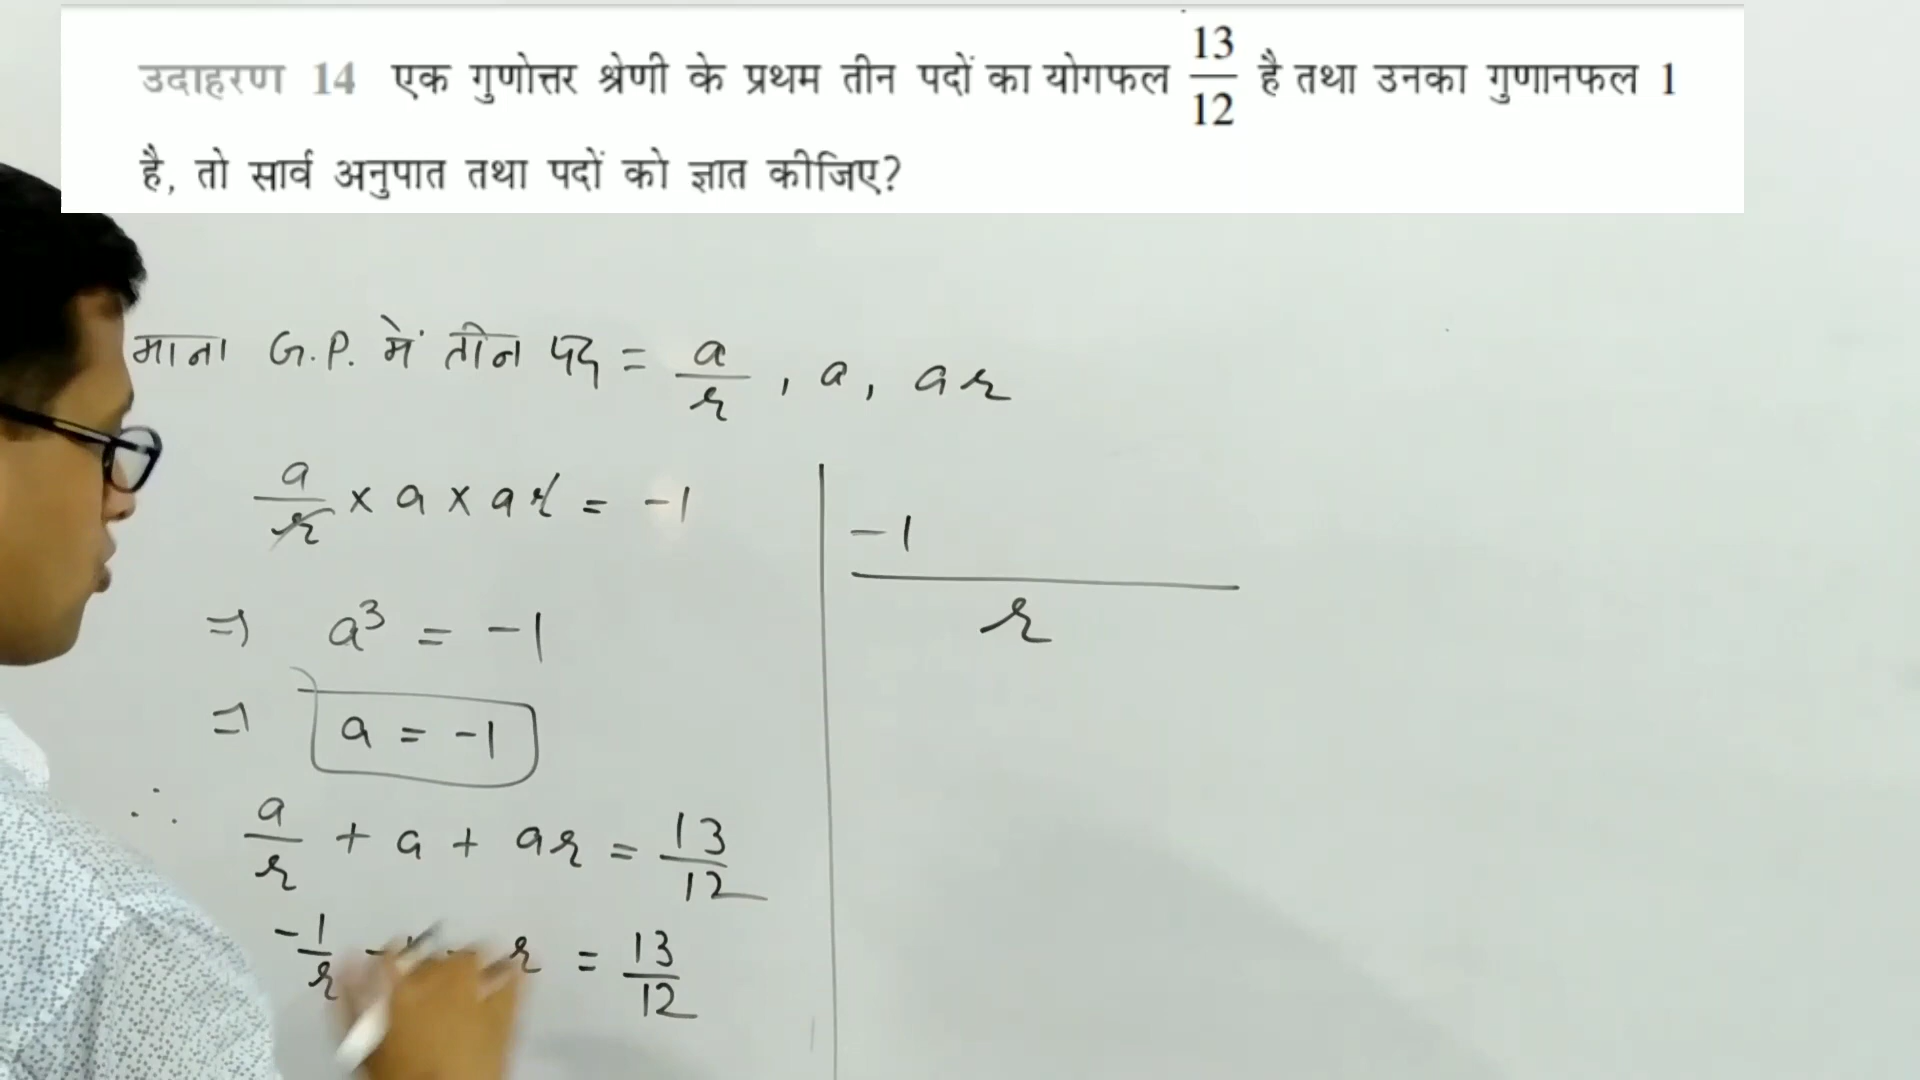 उदाहरण 14 एक गुणोत्तर श्रेणी के प्रथम तीन पदों का योगफल 13/12 है तथा उनका गुणानफल 1
है, तो सार्व अनुपात तथा पदों को ज्ञात कीजिए?
माना G.P. में तीन पद = a/r , a, ar
a/r × a × ar = -1
⇒ a³ = -1
⇒ a = -1
∴ a/r + a + ar = 13/12
-1/r - r = 13/12
-1
r